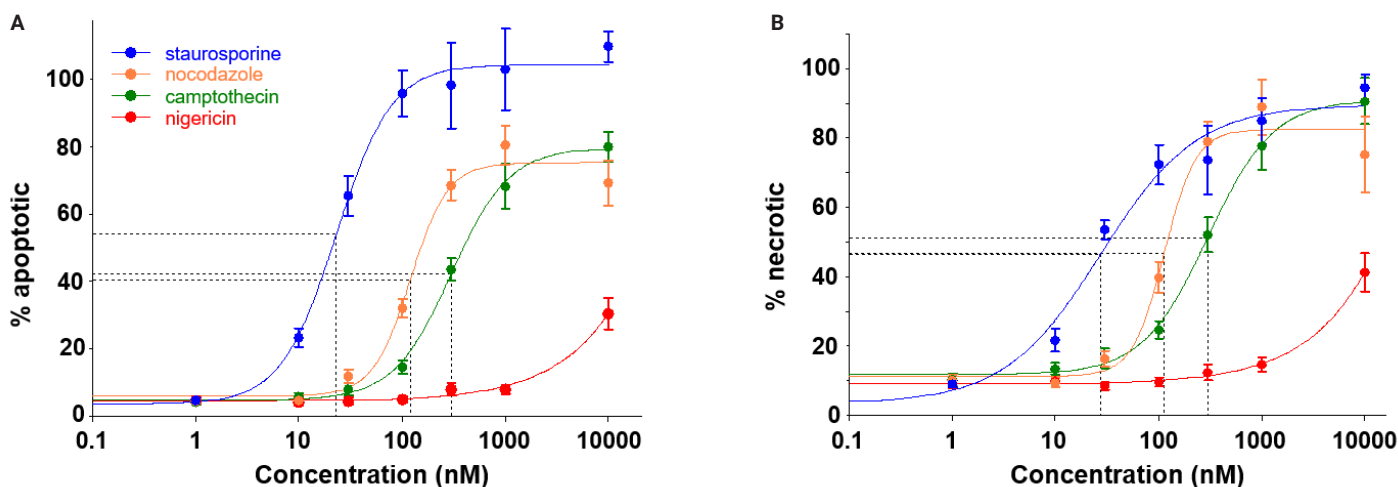 A
% apoptotic
100
80
60
40
20
0
staurosporine
nocodazole
camptothecin
nigericin
0.1 1 10 100 1000 10000
Concentration (nM)
B
% necrotic
100
80
60
40
20
0
0.1 1 10 100 1000 10000
Concentration (nM)